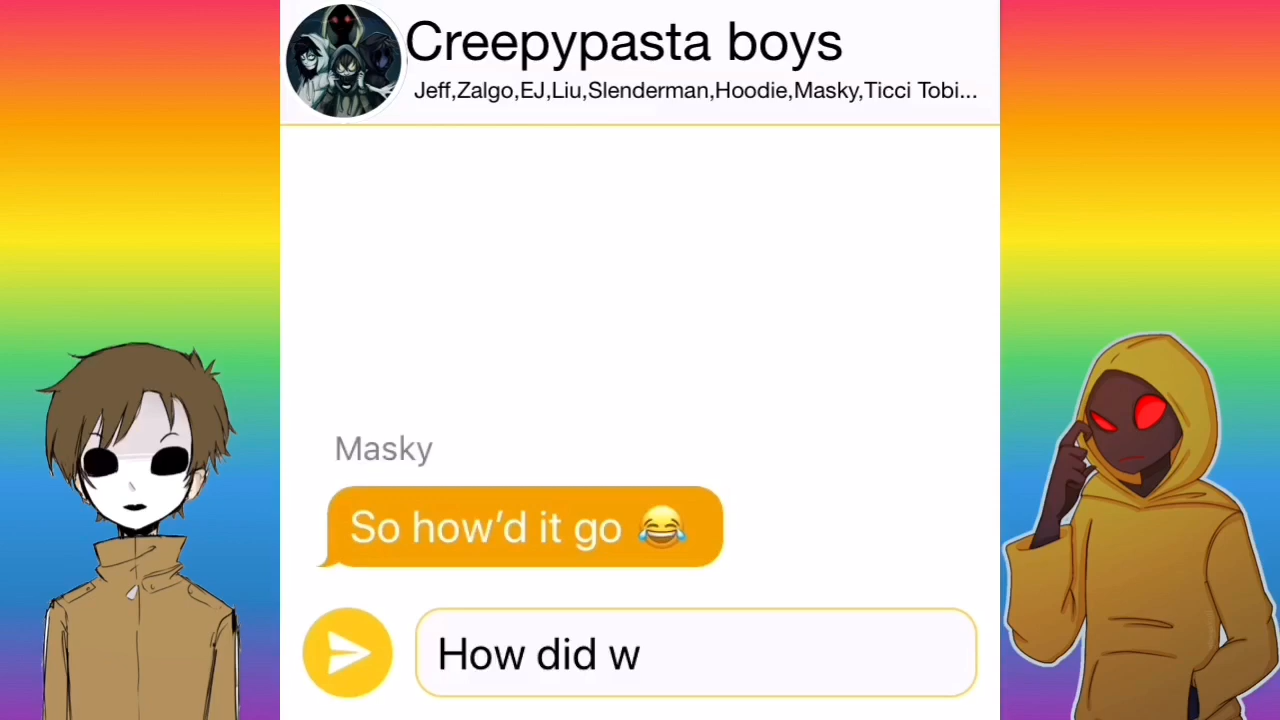 Creepypasta boys
Jeff,Zalgo,EJ,Liu,Slenderman,Hoodie,Masky,Ticci Tobi...
Masky
So how’d it go 😂
How did w